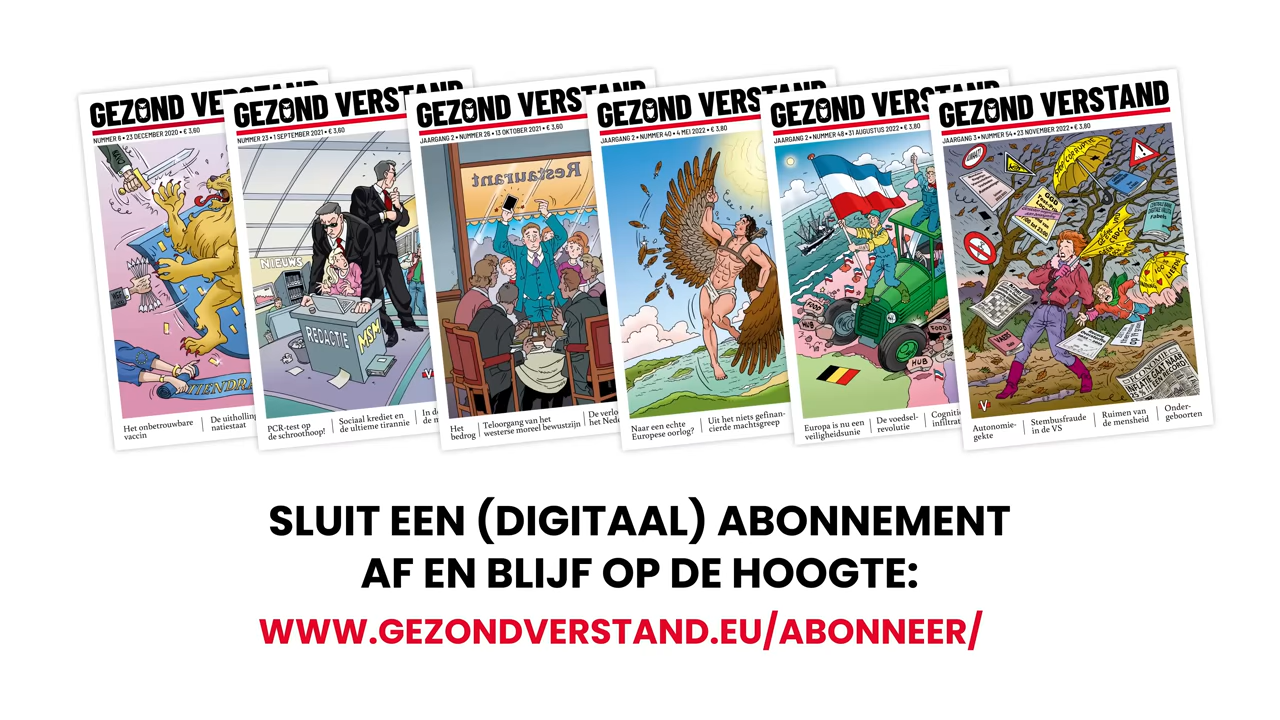 GEZOND VERSTAND
NUMMER 6 • 23 DECEMBER 2020 • € 3,60
Het onbetrouwbare
vaccin
De uitholling
natiestaat
GEZOND VERSTAND
NUMMER 23 • 1 SEPTEMBER 2021 • € 3,60
NIEUWS
REDACTIE
MSM
PCR-test op
de schroothoop!
Sociaal krediet en
de ultieme tirannie
GEZOND VERSTAND
JAARGANG 2 • NUMMER 26 • 13 OKTOBER 2021 • € 3,60
Restaurant
Het
bedrog
Teloorgang van het
westerse moreel bewustzijn
GEZOND VERSTAND
JAARGANG 2 • NUMMER 40 • 4 MEI 2022 • € 3,80
Naar een echte
Europese oorlog?
Uit het niets gefinan-
cierde machtsgreep
GEZOND VERSTAND
JAARGANG 2 • NUMMER 48 • 31 AUGUSTUS 2022 • € 3,80
FOOD
HUB
FOOD
HUB
Europa is nu een
veiligheidsunie
De voedsel-
revolutie
GEZOND VERSTAND
JAARGANG 3 • NUMMER 54 • 23 NOVEMBER 2022 • € 3,80
Autonomie-
gekte
Stembusfraude
in de VS
Ruimen van
de mensheid
Onder-
geboorten
SLUIT EEN (DIGITAAL) ABONNEMENT
AF EN BLIJF OP DE HOOGTE:
WWW.GEZONDVERSTAND.EU/ABONNEER/